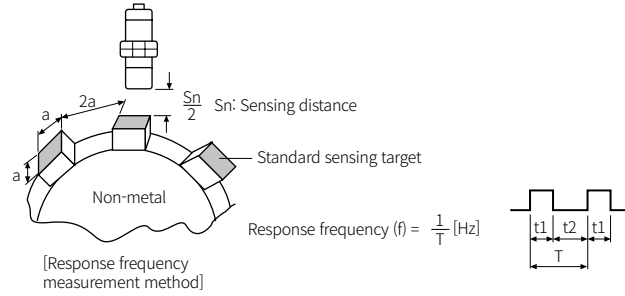 Sn
2
Sn: Sensing distance
2a
a
a
Standard sensing target
Non-metal
Response frequency (f) = 1/T [Hz]
t1 t2 t1
T
[Response frequency
measurement method]